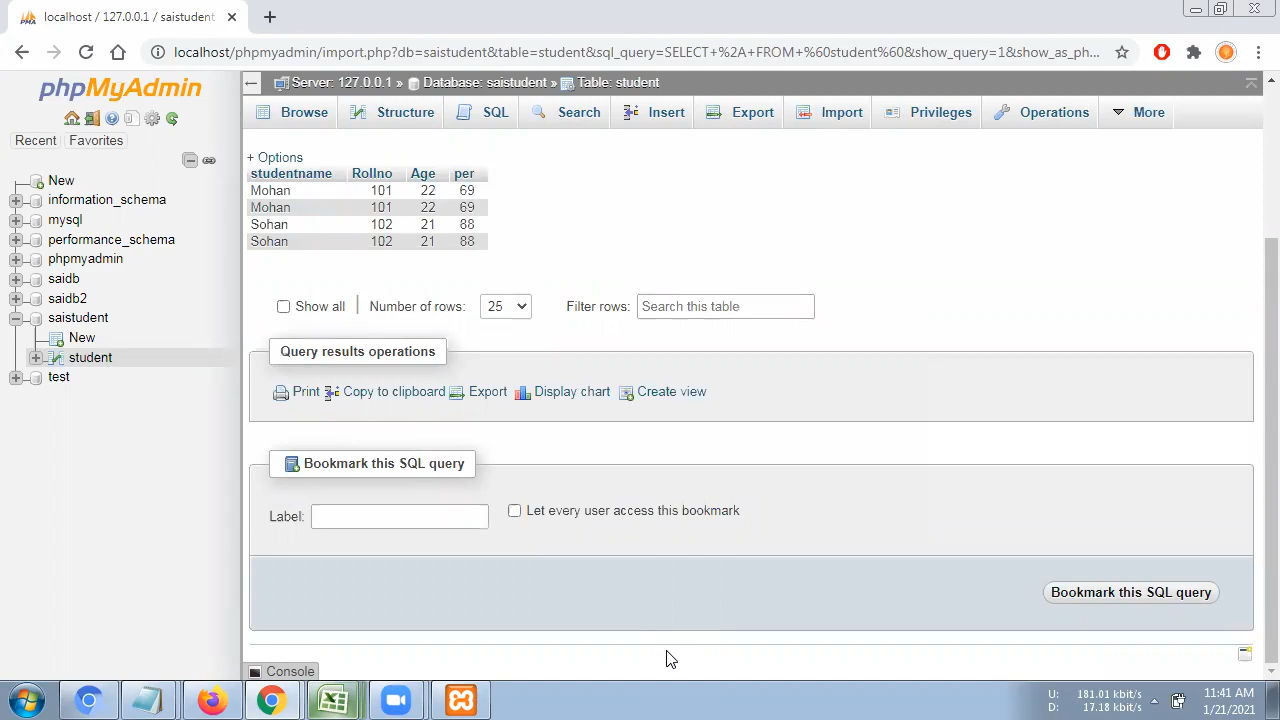 localhost / 127.0.0.1 / saistudent
localhost/phpmyadmin/import.php?db=saistudent&table=student&sql_query=SELECT+%2AFROM+%60student%60&show_query=1&show_as_ph...
phpMyAdmin
Recent Favorites
New
information_schema
mysql
performance_schema
phpmyadmin
saidb
saidb2
saistudent
New
student
test
Server: 127.0.0.1 » Database: saistudent » Table: student
Browse Structure SQL Search Insert Export Import Privileges Operations More
+ Options
studentname Rollno Age per
Mohan 101 22 69
Mohan 101 22 69
Sohan 102 21 88
Sohan 102 21 88
Show all Number of rows: 25 Filter rows: Search this table
Query results operations
Print Copy to clipboard Export Display chart Create view
Bookmark this SQL query
Label: Let every user access this bookmark
Bookmark this SQL query
Console
U: 181.01 kbit/s
D: 17.18 kbit/s
11:41 AM
1/21/2021